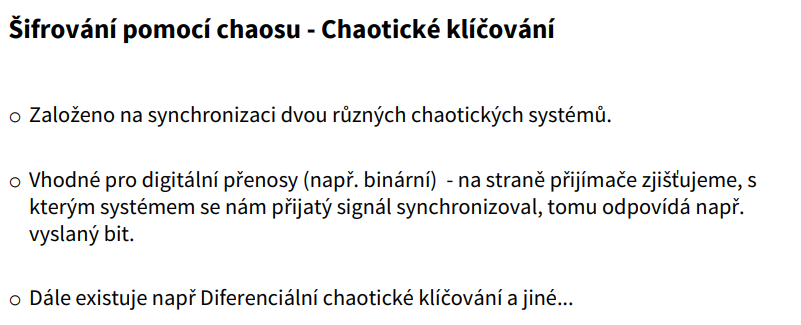 Šifrování pomocí chaosu - Chaotické klíčování
○ Založeno na synchronizaci dvou různých chaotických systémů.
○ Vhodné pro digitální přenosy (např. binární)  - na straně přijímače zjišťujeme, s
kterým systémem se nám přijatý signál synchronizoval, tomu odpovídá např.
vyslaný bit.
○ Dále existuje např Diferenciální chaotické klíčování a jiné...